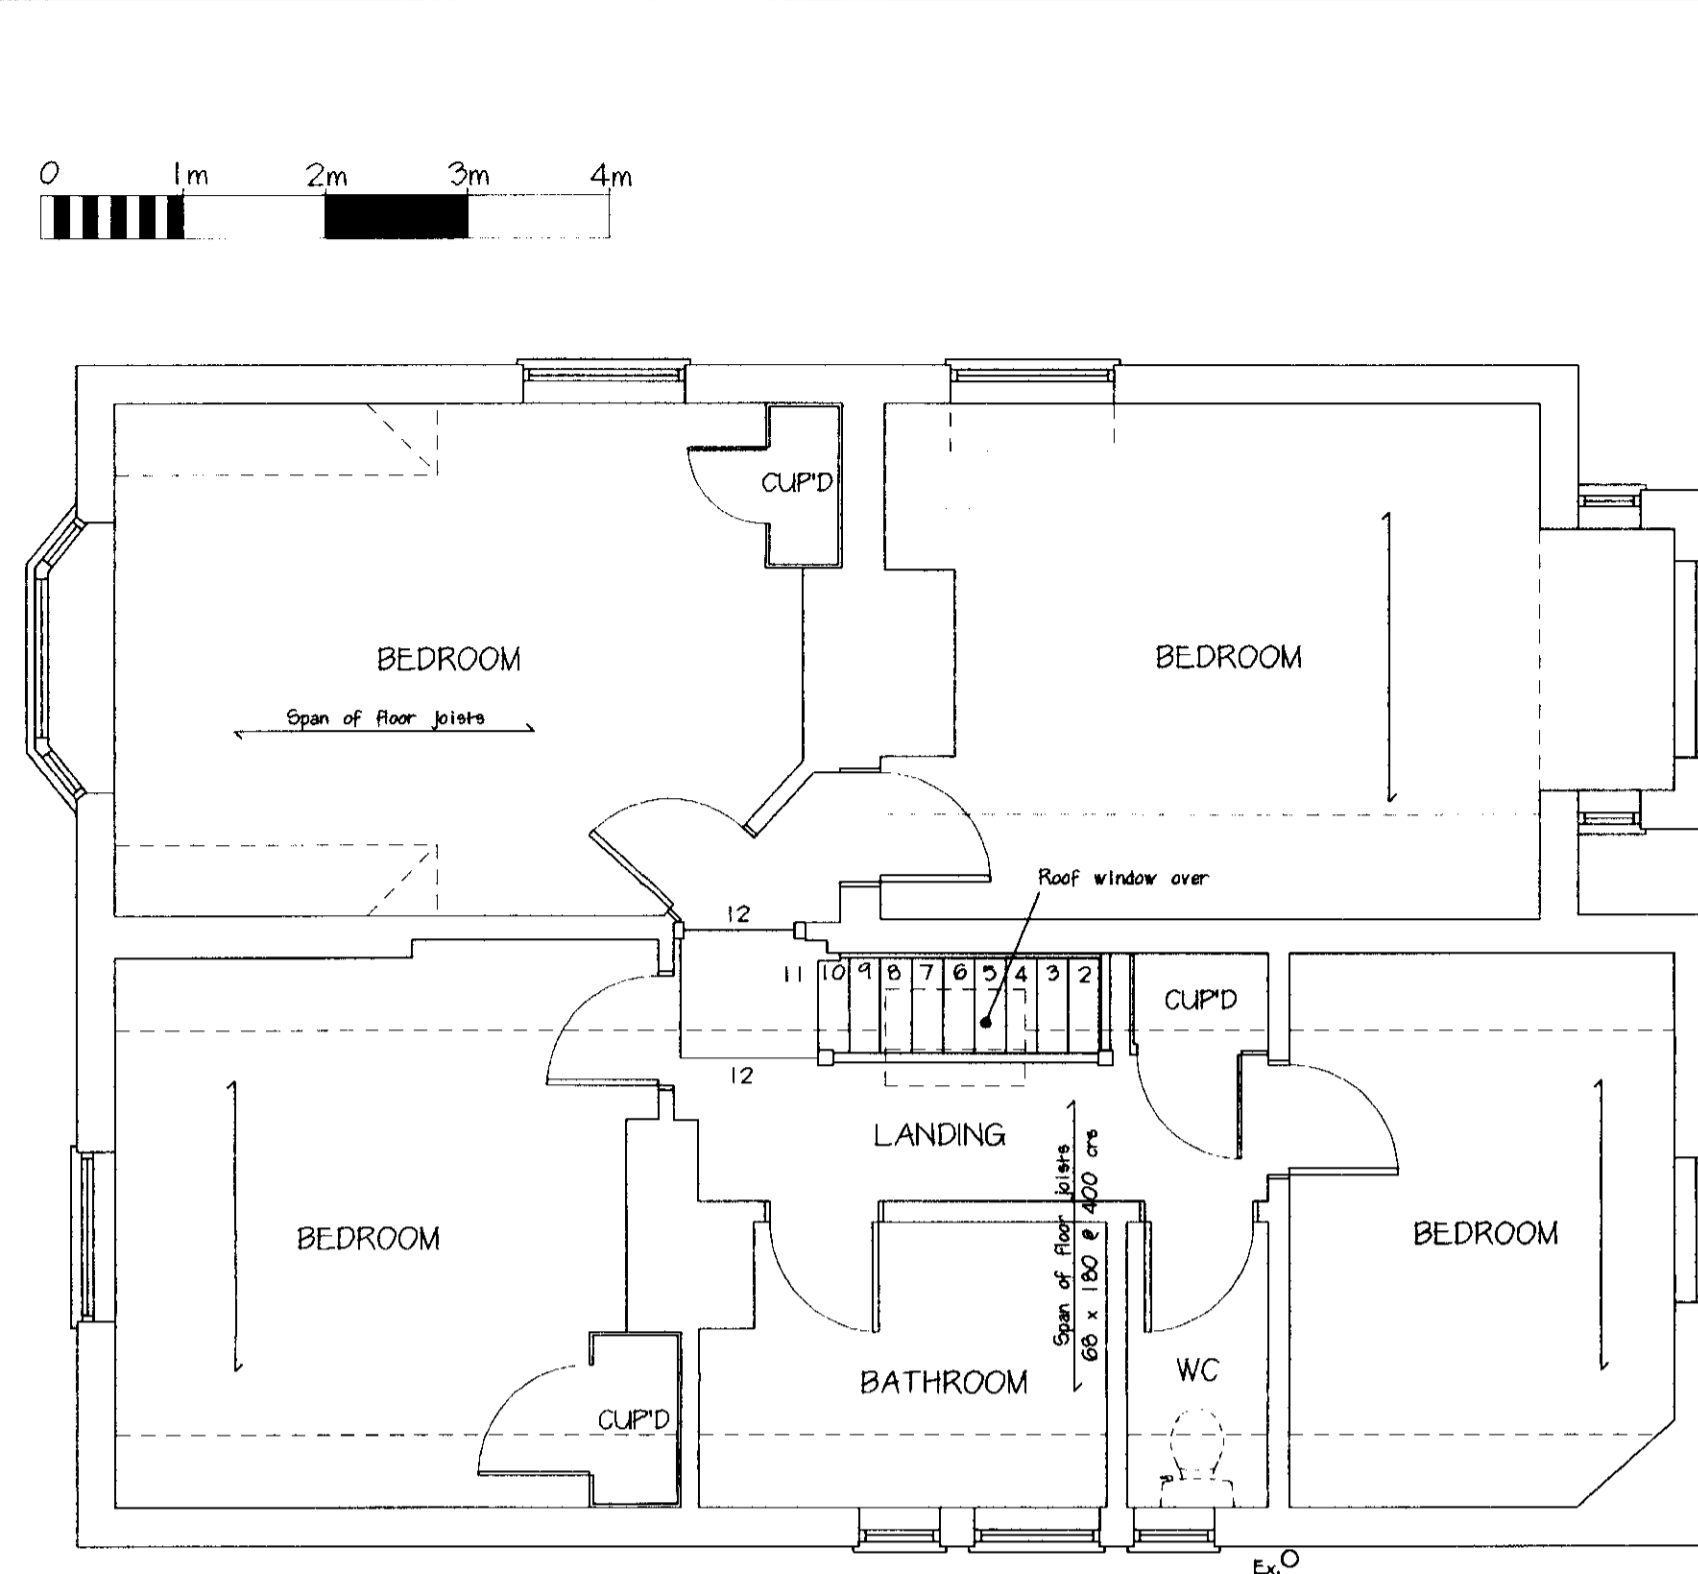 0 1m 2m 3m 4m
CUP'D
BEDROOM
BEDROOM
Span of floor joists
Roof window over
12
11 10 9 8 7 6 5 4 3 2
CUP'D
12
LANDING
Span of floor joists
68 x 180 @ 400 crs
BEDROOM
BEDROOM
WC
BATHROOM
CUP'D
Ex.